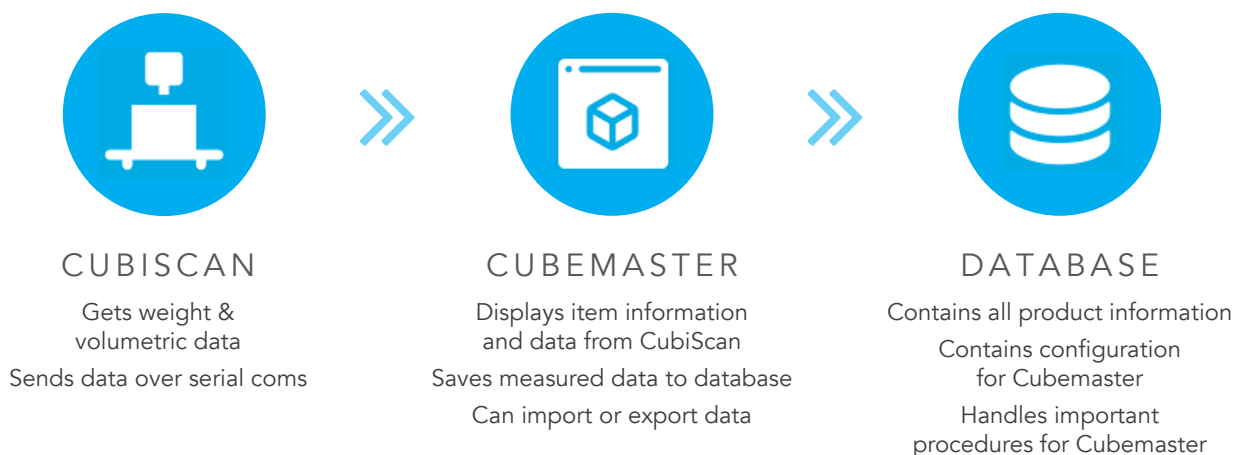 CUBISCAN
Gets weight &
volumetric data
Sends data over serial coms
CUBEMASTER
Displays item information
and data from CubiScan
Saves measured data to database
Can import or export data
DATABASE
Contains all product information
Contains configuration
for Cubemaster
Handles important
procedures for Cubemaster